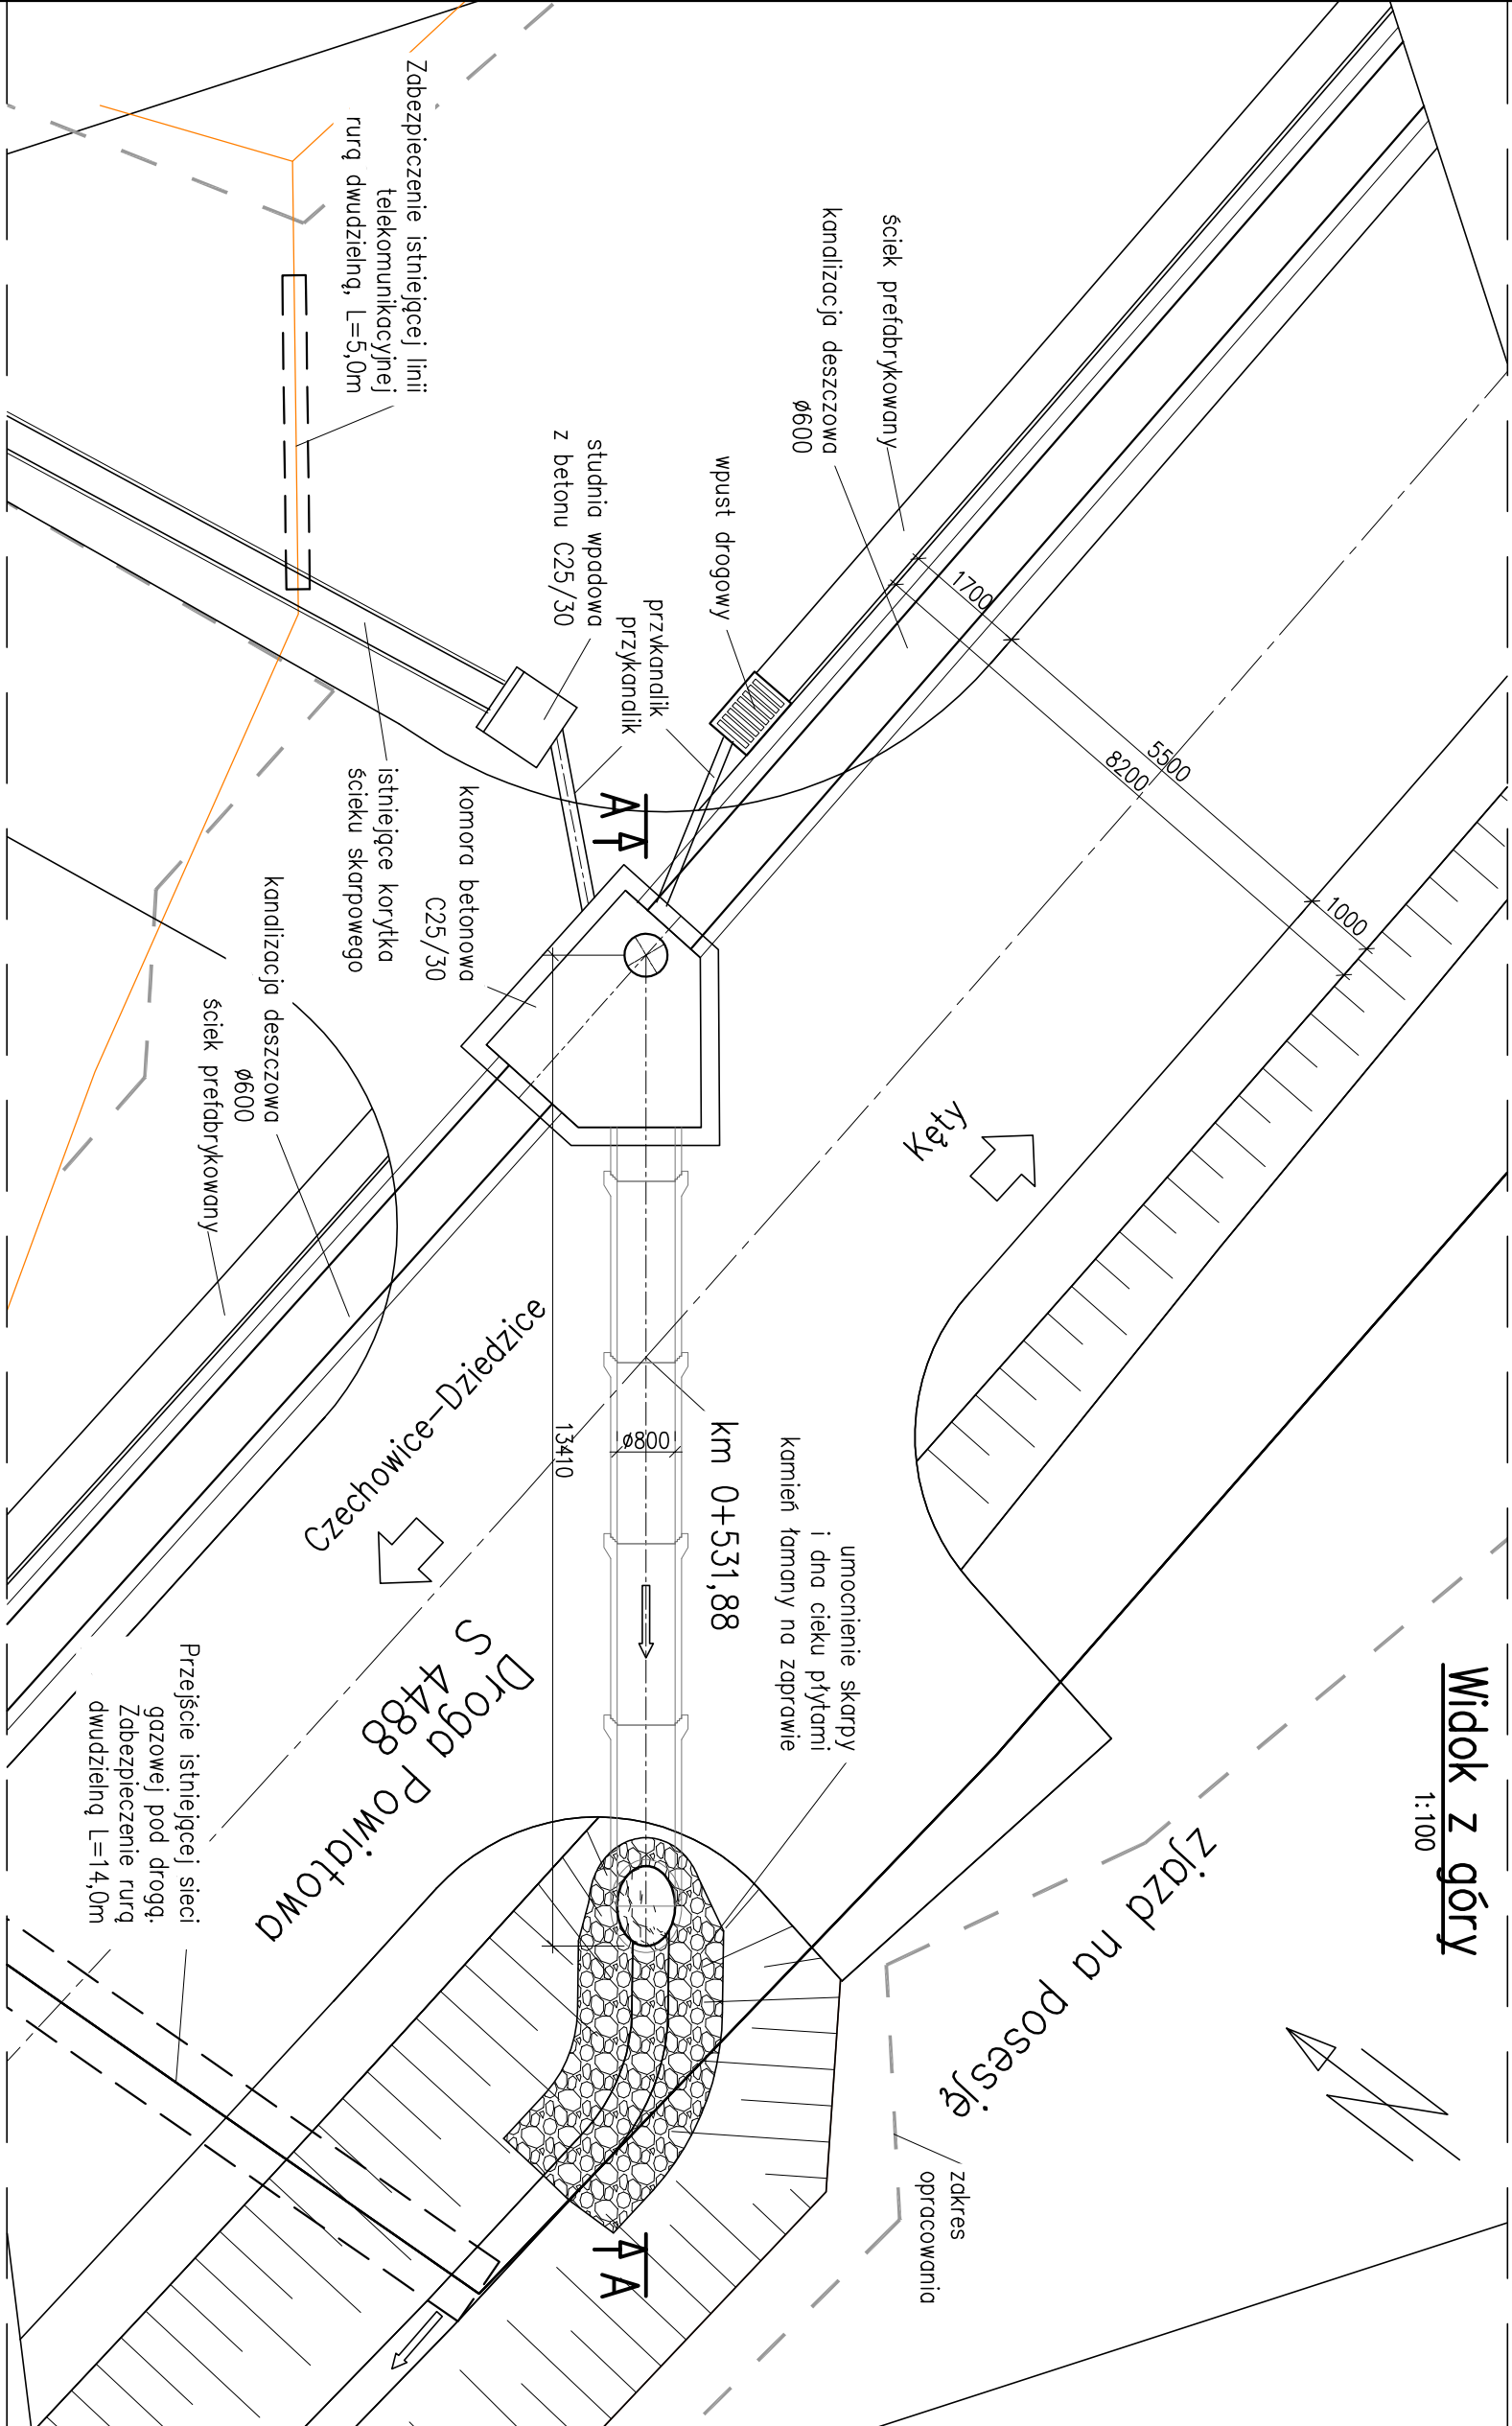 Widok z góry
1:100
Zabezpieczenie istniejącej linii
telekomunikacyjnej
rurą dwudzielną, L=5,0m
ściek prefabrykowany
kanalizacja deszczowa
ø600
wpust drogowy
studnia wpadowa
z betonu C25/30
przykanalik
przykanalik
1700
5500
8200
1000
A
komora betonowa
C25/30
istniejące korytka
ścieku skarpowego
kanalizacja deszczowa
ø600
ściek prefabrykowany
Kęty
Czechowice-Dziedzice
km 0+531,88
ø800
13410
umocnienie skarpy
i dna cieku płytami
kamień łamany na zaprawie
Droga Powiatowa
S 4488
Przejście istniejącej sieci
gazowej pod drogą.
Zabezpieczenie rurą
dwudzielną L=14,0m
zjazd na posesję
zakres
opracowania
A
N